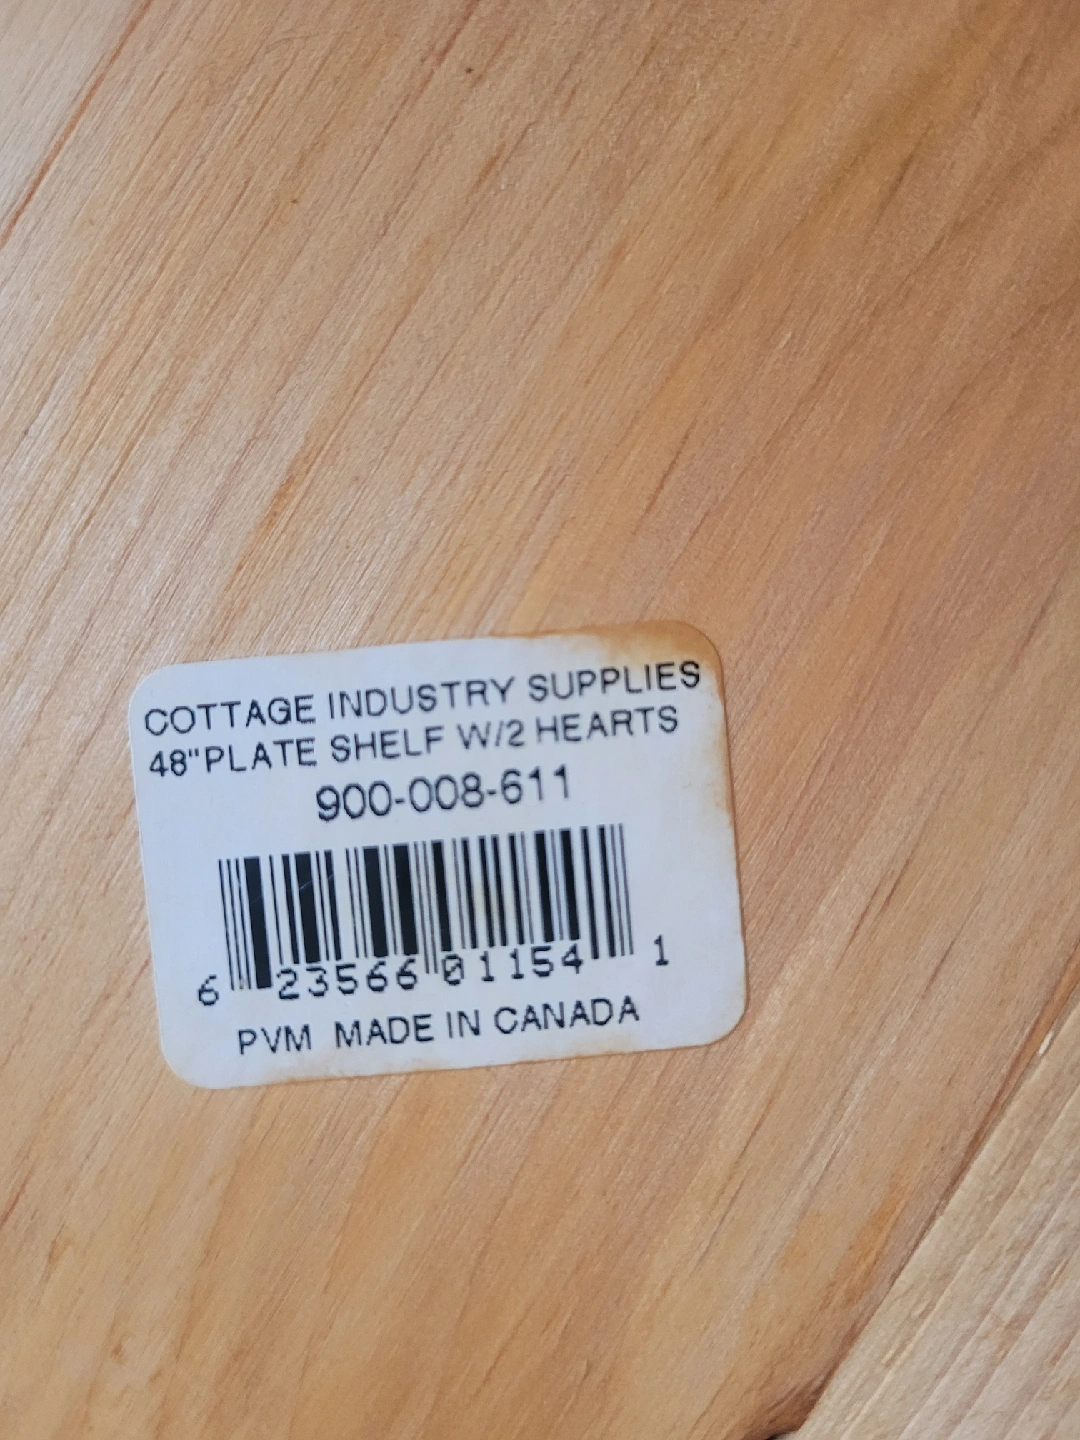 COTTAGE INDUSTRY SUPPLIES
48"PLATE SHELF W/2 HEARTS
900-008-611
6 23566 01154 1
PVM MADE IN CANADA